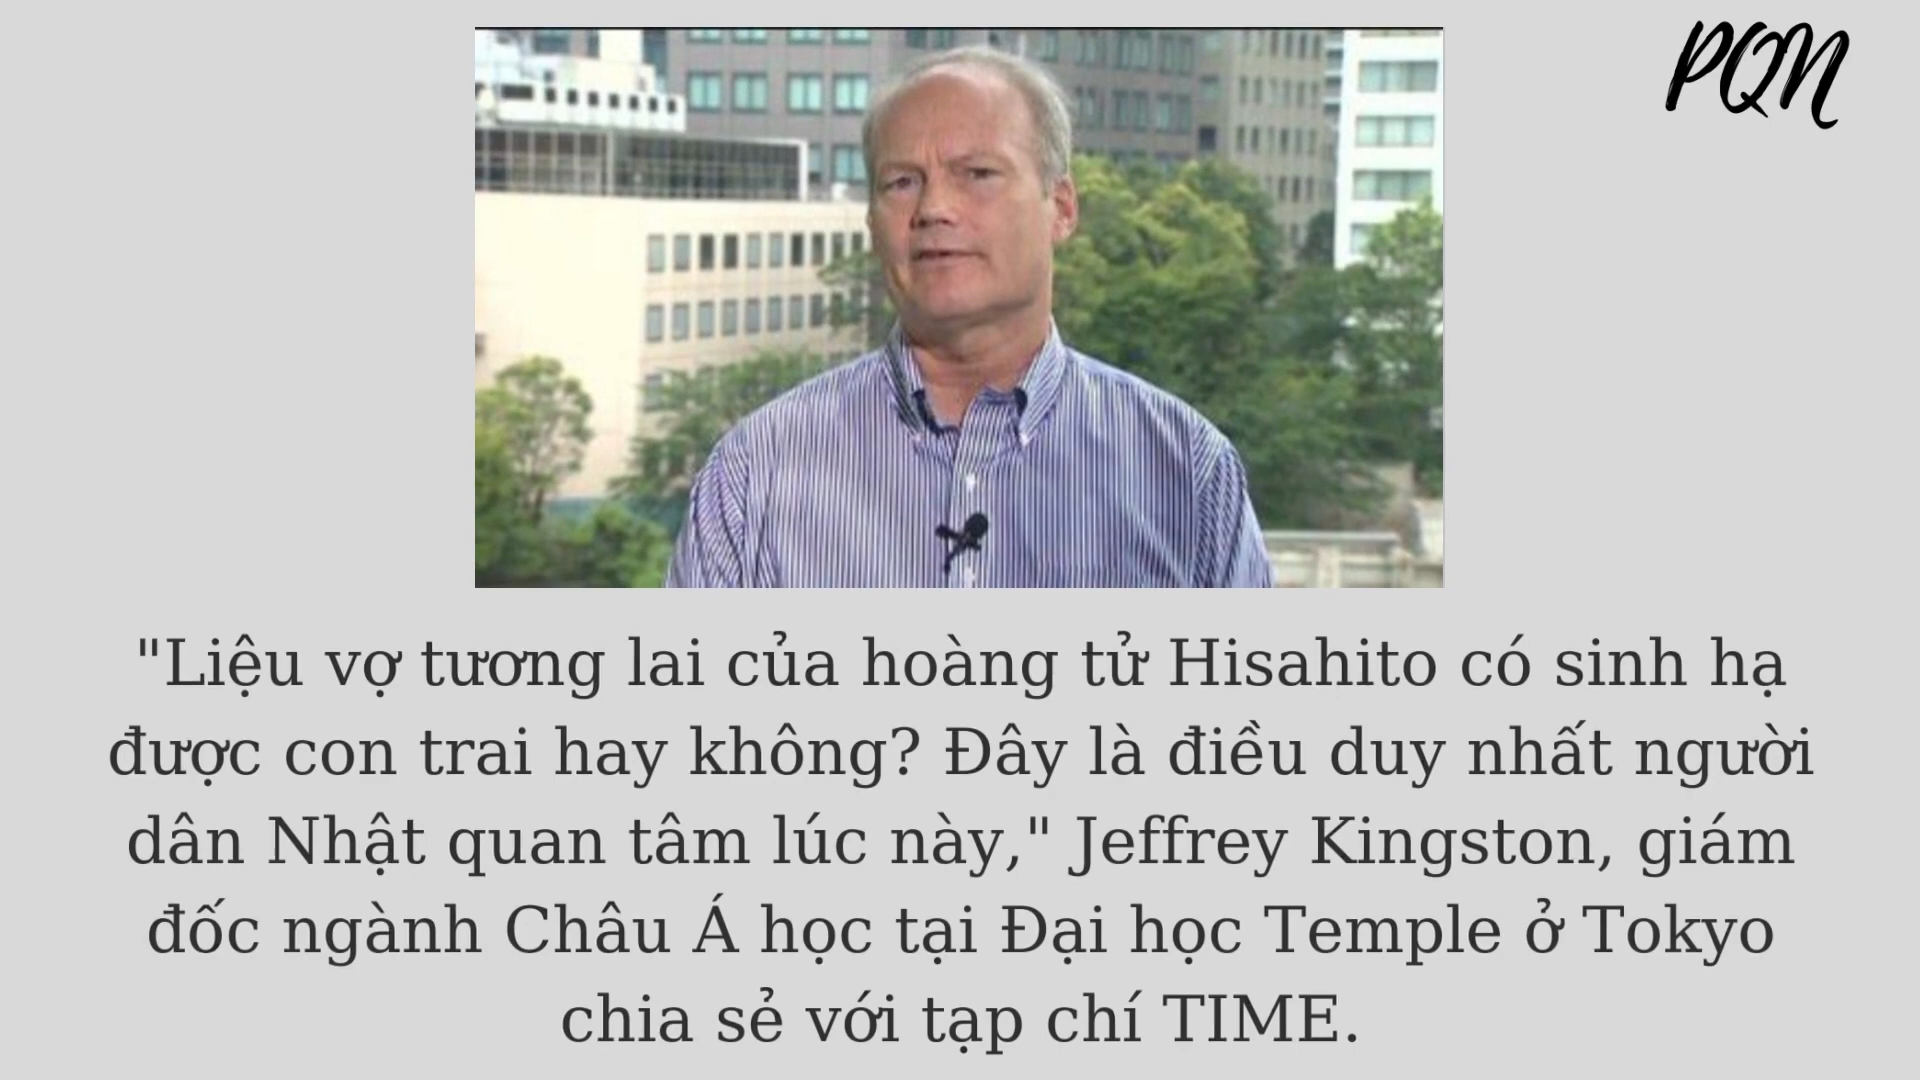 PQN
"Liệu vợ tương lai của hoàng tử Hisahito có sinh hạ
được con trai hay không? Đây là điều duy nhất người
dân Nhật quan tâm lúc này," Jeffrey Kingston, giám
đốc ngành Châu Á học tại Đại học Temple ở Tokyo
chia sẻ với tạp chí TIME.